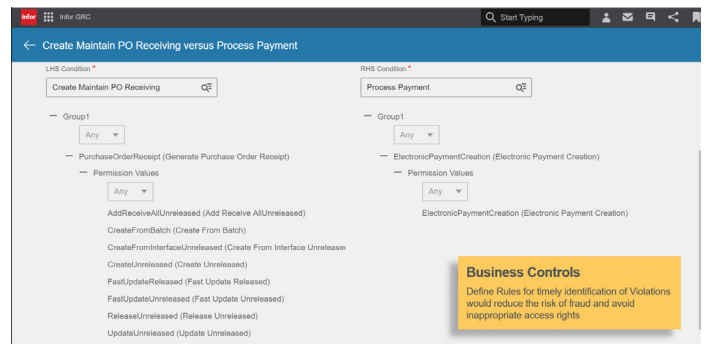 infor Infor GRC Start Typing
Create Maintain PO Receiving versus Process Payment
LHS Condition * RHS Condition *
Create Maintain PO Receiving Process Payment
Group1 Group1
Any Any
PurchaseOrderReceipt (Generate Purchase Order Receipt) ElectronicPaymentCreation (Electronic Payment Creation)
Permission Values Permission Values
Any Any
AddReceiveAllUnreleased (Add Receive AllUnreleased) ElectronicPaymentCreation (Electronic Payment Creation)
CreateFromBatch (Create From Batch)
CreateFromInterfaceUnreleased (Create From Interface Unrelease
CreateUnreleased (Create Unreleased)
FastUpdateReleased (Fast Update Released)
FastUpdateUnreleased (Fast Update Unreleased)
ReleaseUnreleased (Release Unreleased)
UpdateUnreleased (Update Unreleased)
Business Controls
Define Rules for timely identification of Violations
would reduce the risk of fraud and avoid
inappropriate access rights